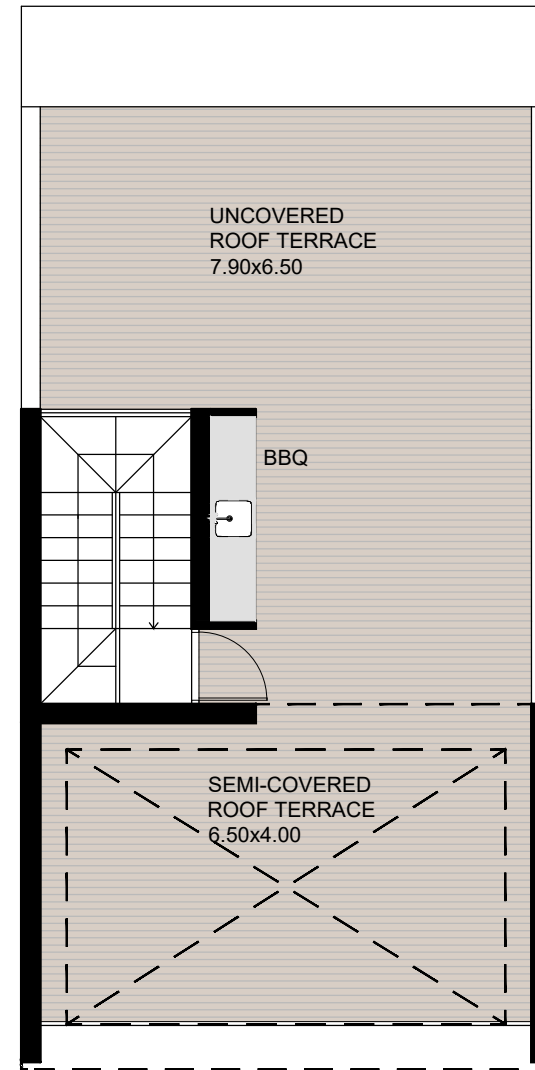 UNCOVERED
ROOF TERRACE
7.90x6.50
BBQ
SEMI-COVERED
ROOF TERRACE
6.50x4.00